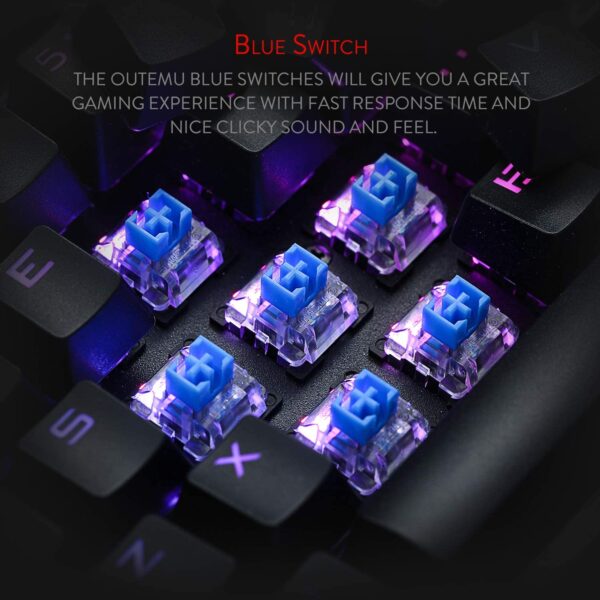 Blue Switch
THE OUTEMU BLUE SWITCHES WILL GIVE YOU A GREAT
GAMING EXPERIENCE WITH FAST RESPONSE TIME AND
NICE CLICKY SOUND AND FEEL.
5
V
E
S
X
Z